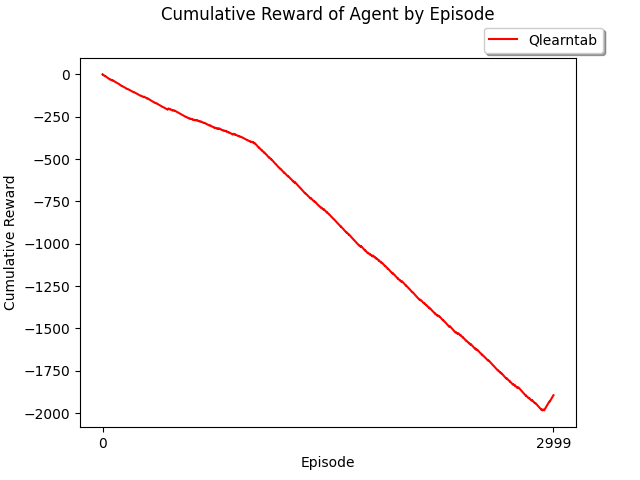 Cumulative Reward of Agent by Episode
Qlearntab
0
−250
−500
−750
−1000
−1250
−1500
−1750
−2000
Cumulative Reward
0
2999
Episode